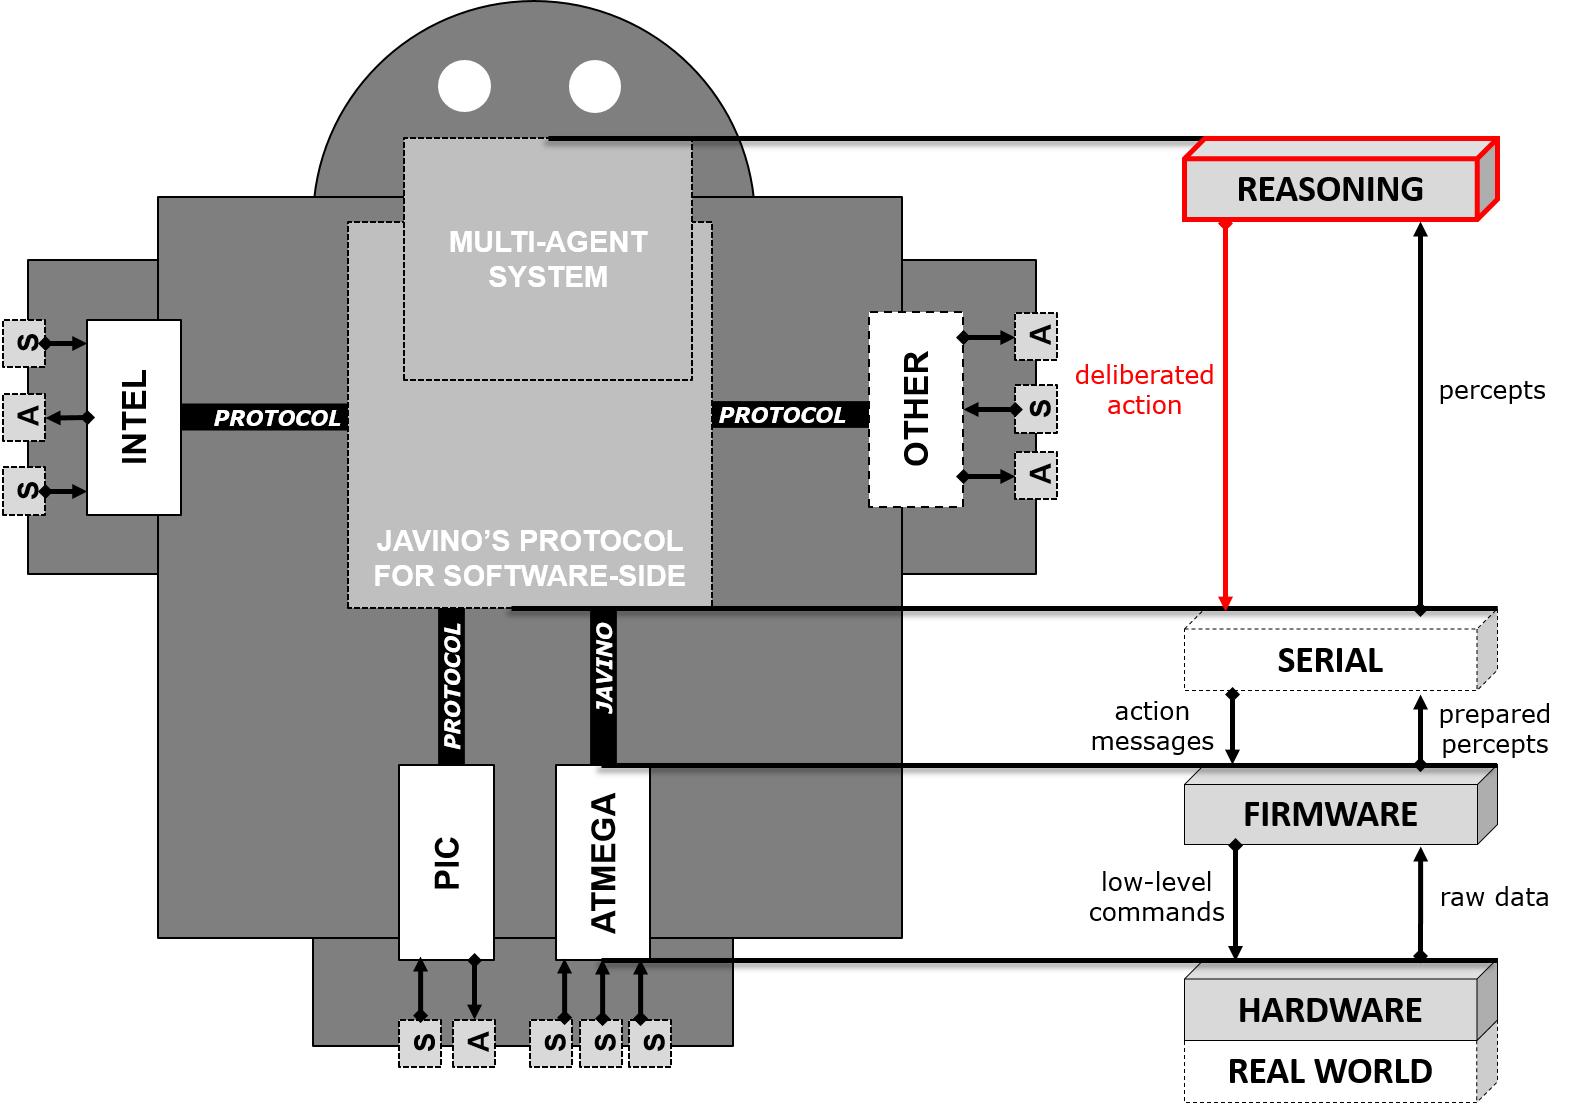 REASONING
MULTI-AGENT
SYSTEM
S
A
S
INTEL
PROTOCOL
PROTOCOL
OTHER
A
S
A
deliberated
action
percepts
JAVINO'S PROTOCOL
FOR SOFTWARE-SIDE
PROTOCOL
JAVINO
SERIAL
action
messages
prepared
percepts
PIC
ATMEGA
FIRMWARE
low-level
commands
raw data
S
A
S
S
S
HARDWARE
REAL WORLD